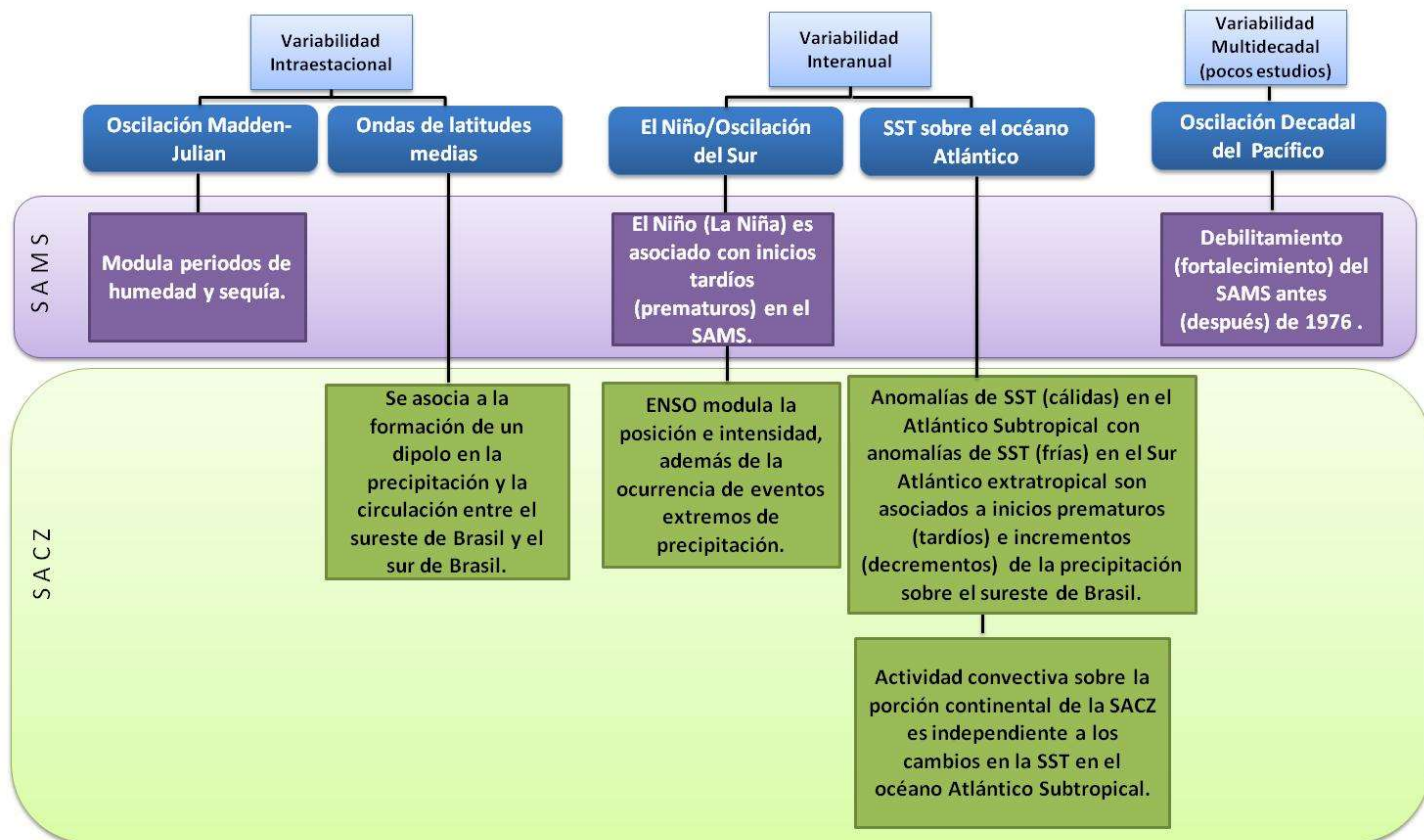 Variabilidad
Intraestacional
Variabilidad
Interanual
Variabilidad
Multidecadal
(pocos estudios)
Oscilación Madden-
Julian
Ondas de latitudes
medias
El Niño/Oscilación
del Sur
SST sobre el océano
Atlántico
Oscilación Decadal
del Pacífico
SAMS
Modula periodos de
humedad y sequía.
El Niño (La Niña) es
asociado con inicios
tardíos
(prematuros) en el
SAMS.
Debilitamiento
(fortalecimiento) del
SAMS antes
(después) de 1976 .
SACZ
Se asocia a la
formación de un
dipolo en la
precipitación y la
circulación entre el
sureste de Brasil y el
sur de Brasil.
ENSO modula la
posición e intensidad,
además de la
ocurrencia de eventos
extremos de
precipitación.
Anomalías de SST (cálidas) en el
Atlántico Subtropical con
anomalías de SST (frías) en el Sur
Atlántico extratropical son
asociados a inicios prematuros
(tardíos) e incrementos
(decrementos) de la precipitación
sobre el sureste de Brasil.
Actividad convectiva sobre la
porción continental de la SACZ
es independiente a los
cambios en la SST en el
océano Atlántico Subtropical.